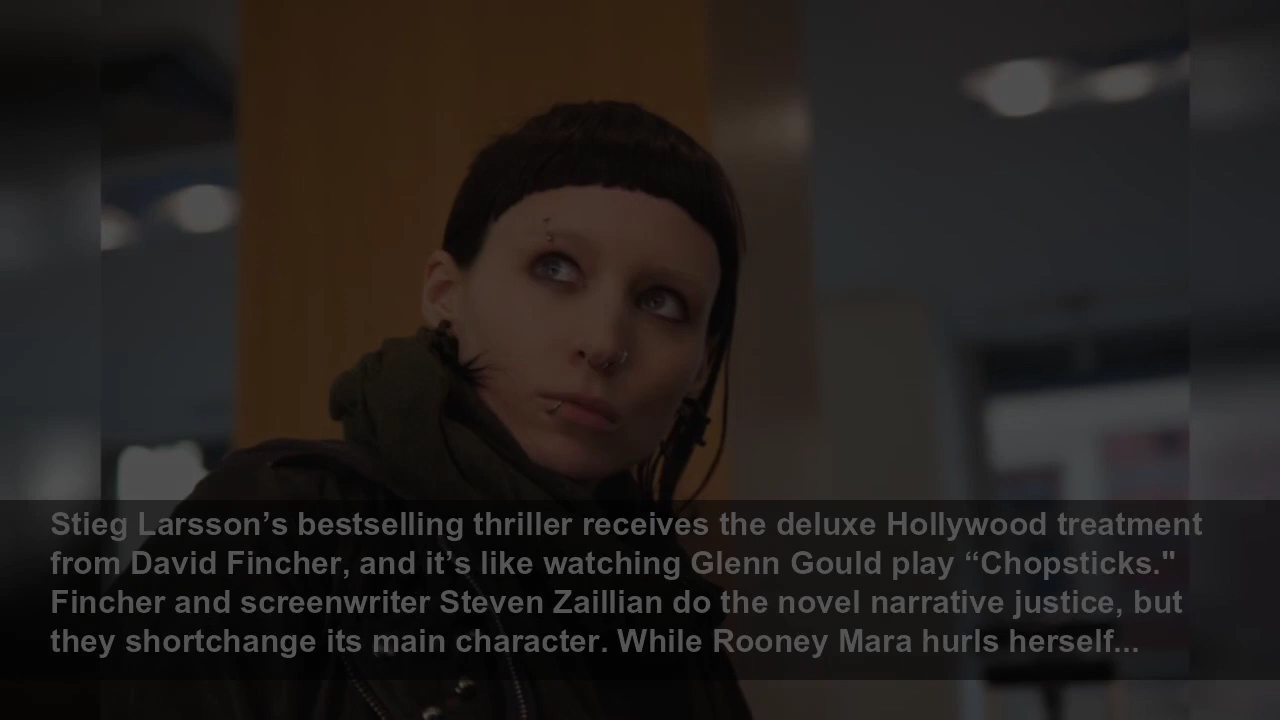 Stieg Larsson’s bestselling thriller receives the deluxe Hollywood treatment
from David Fincher, and it’s like watching Glenn Gould play “Chopsticks."
Fincher and screenwriter Steven Zaillian do the novel narrative justice, but
they shortchange its main character. While Rooney Mara hurls herself...